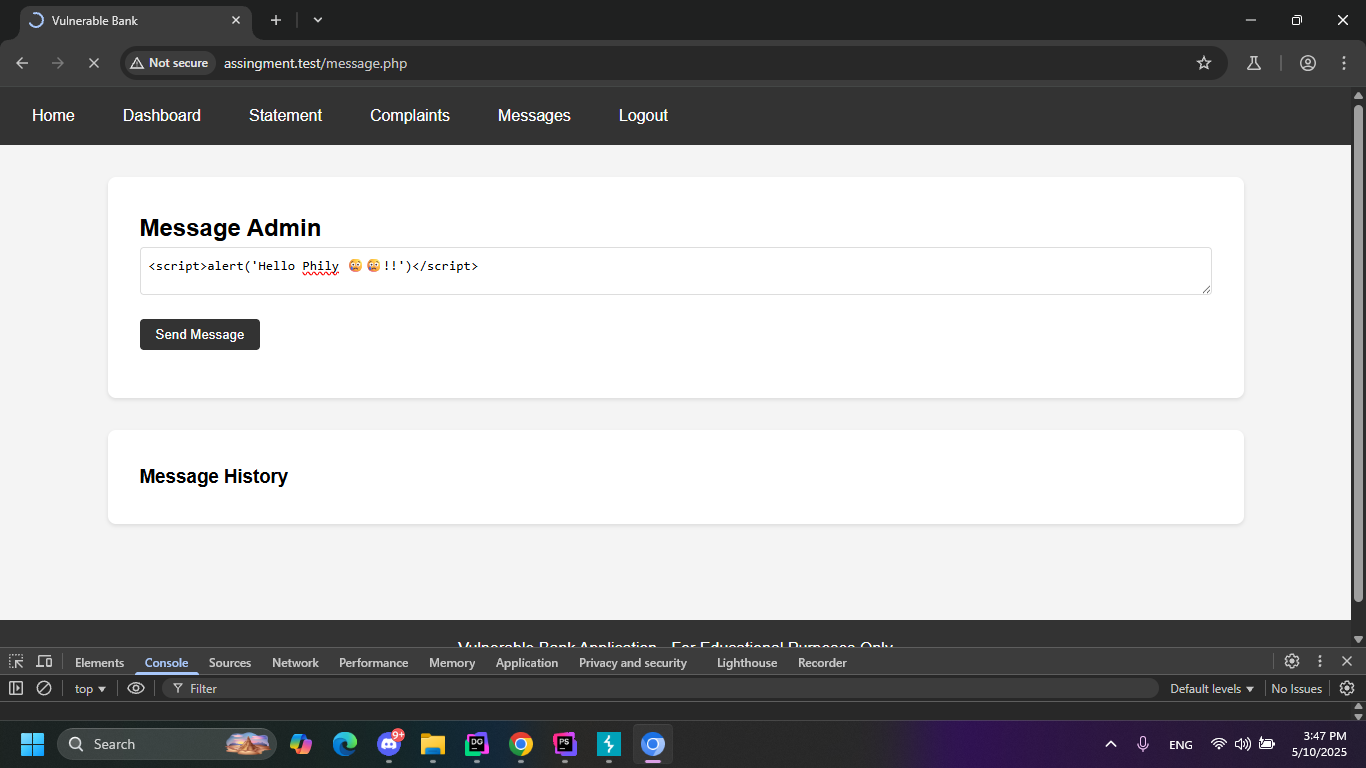 Vulnerable Bank
Not secure
assingment.test/message.php
Home
Dashboard
Statement
Complaints
Messages
Logout
Message Admin
<script>alert('Hello Phily 🤪🤪!!')</script>
Send Message
Message History
Vulnerable Bank Application - For Educational Purposes Only
Elements
Console
Sources
Network
Performance
Memory
Application
Privacy and security
Lighthouse
Recorder
top
Filter
Default levels
No Issues
Search
9+
DG
PS
ENG
3:47 PM
5/10/2025